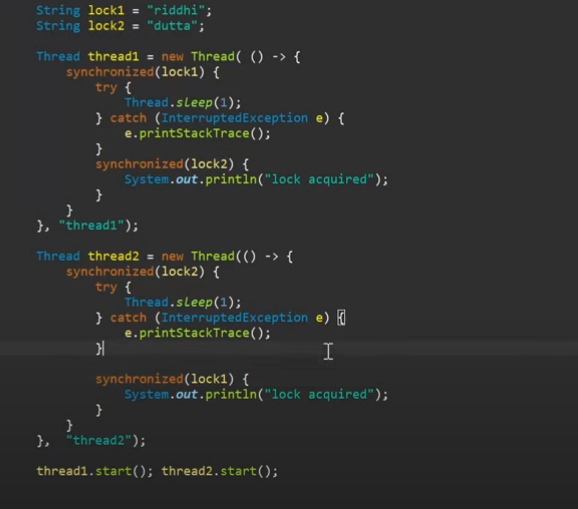 String lock1 = "riddhi";
String lock2 = "dutta";
Thread thread1 = new Thread( () -> {
synchronized(lock1) {
try {
Thread.sleep(1);
} catch (InterruptedException e) {
e.printStackTrace();
}
synchronized(lock2) {
System.out.println("lock acquired");
}
}
}, "thread1");
Thread thread2 = new Thread(() -> {
synchronized(lock2) {
try {
Thread.sleep(1);
} catch (InterruptedException e) {
e.printStackTrace();
}
synchronized(lock1) {
System.out.println("lock acquired");
}
}
}, "thread2");
thread1.start(); thread2.start();